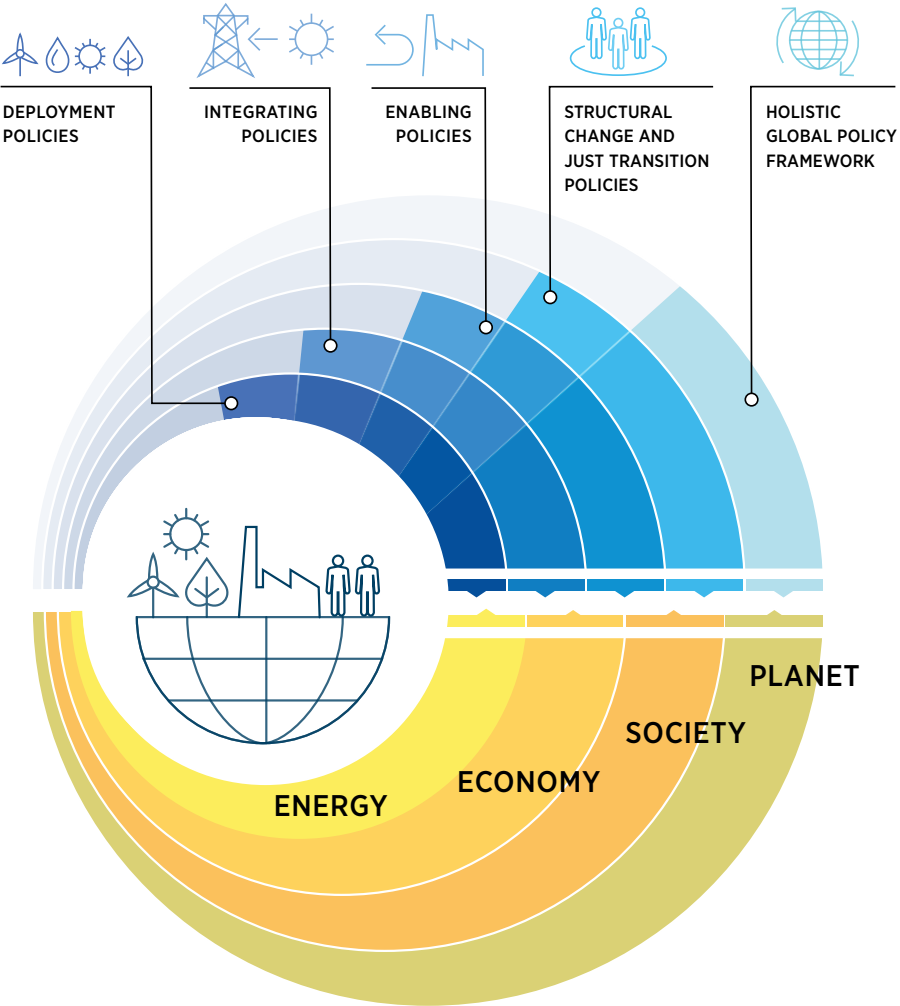 DEPLOYMENT
POLICIES
INTEGRATING
POLICIES
ENABLING
POLICIES
STRUCTURAL
CHANGE AND
JUST TRANSITION
POLICIES
HOLISTIC
GLOBAL POLICY
FRAMEWORK
PLANET
SOCIETY
ECONOMY
ENERGY